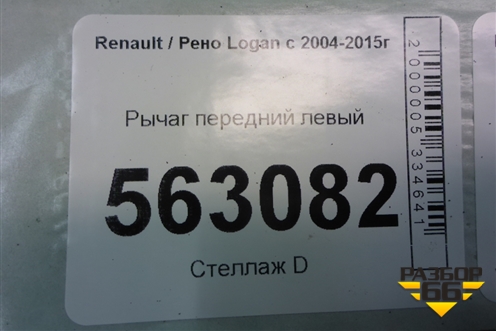 Renault / Рено Logan с 2004-2015г
Рычаг передний левый
563082
Стеллаж D
2000005334641
РАЗБОР
66